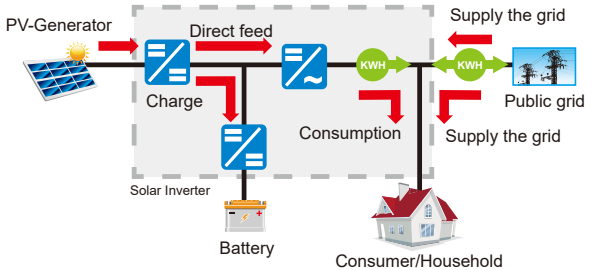 PV-Generator
Direct feed
Supply the grid
KWH
KWH
Charge
Public grid
Consumption
Supply the grid
Solar Inverter
Battery
Consumer/Household